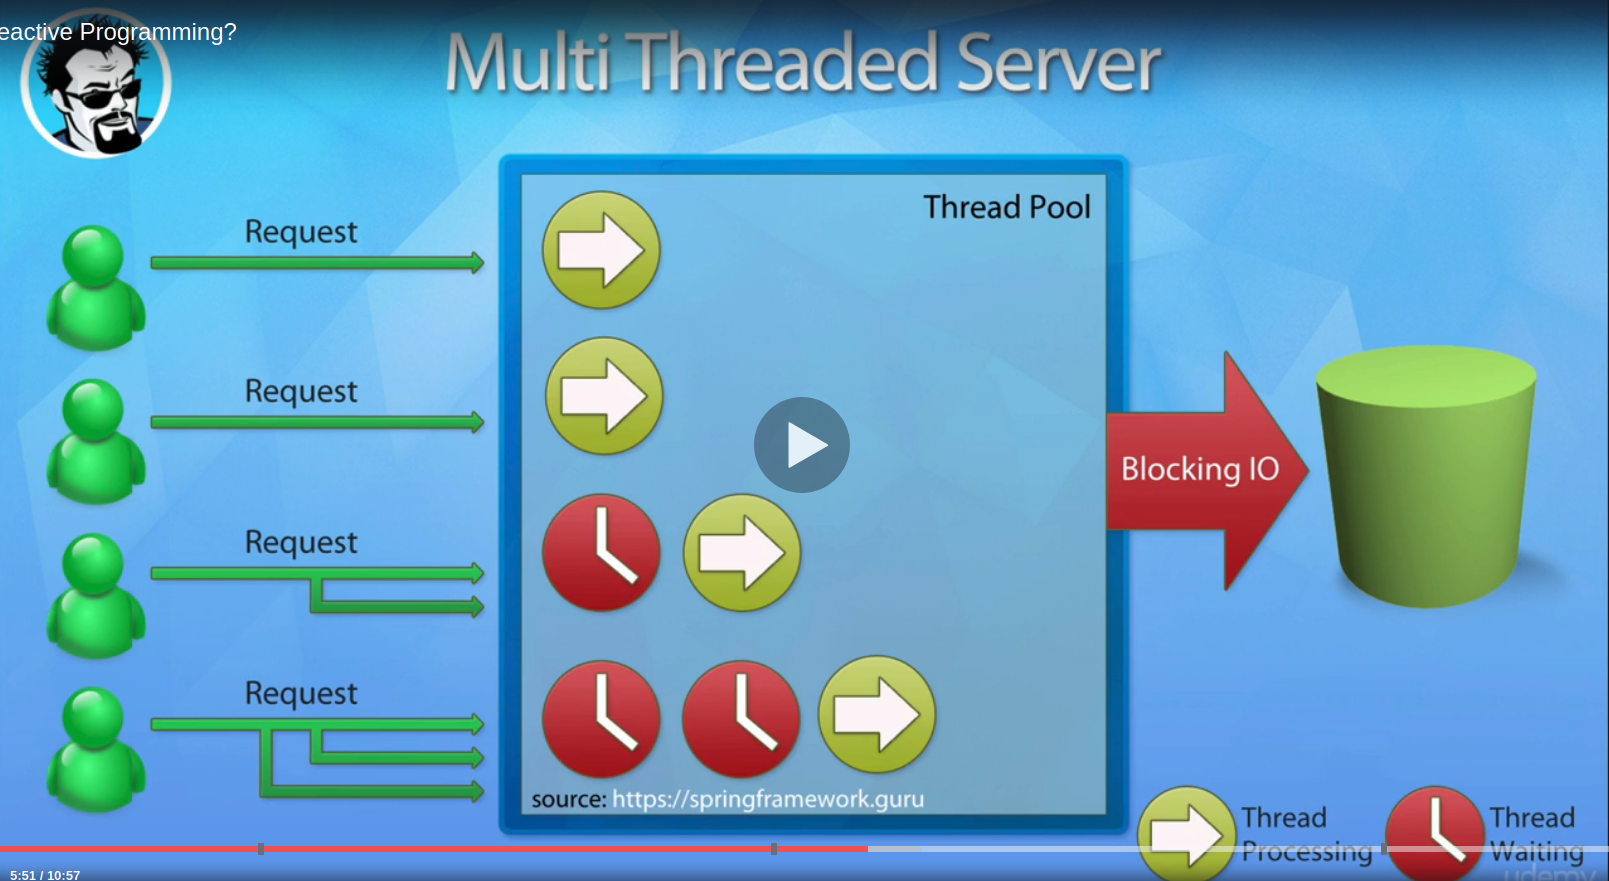 eactive Programming?
Multi Threaded Server
Thread Pool
Request
Request
Request
Request
Blocking IO
source: https://springframework.guru
Thread Processing
Thread Waiting
udemy
5:51 / 10:57